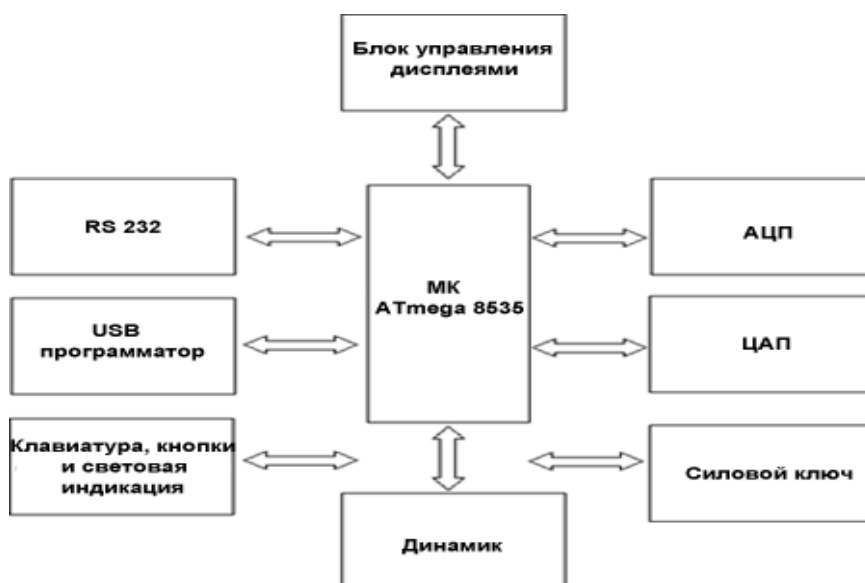 Блок управления
дисплеями
RS 232
АЦП
МК
ATmega 8535
USB
программатор
ЦАП
Клавиатура, кнопки
и световая
индикация
Силовой ключ
Динамик